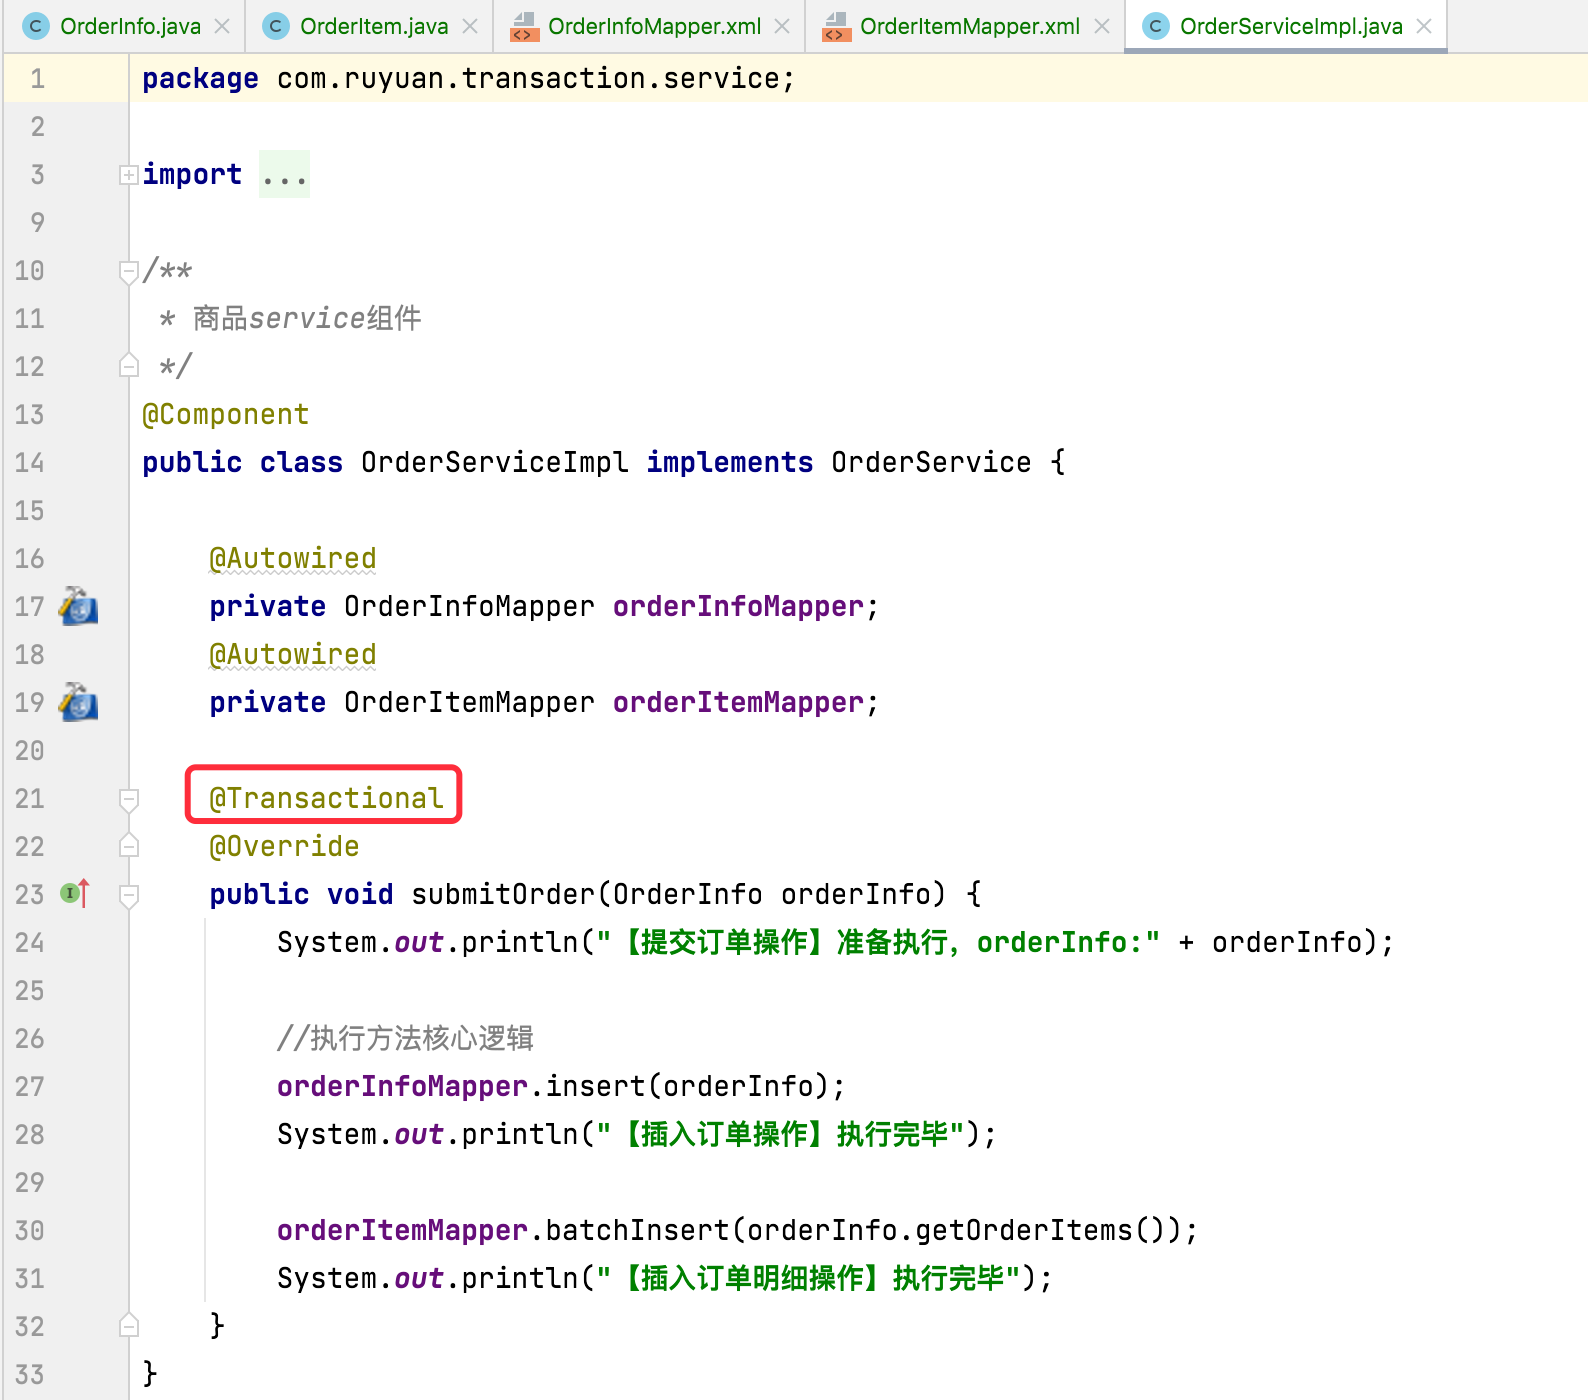 OrderInfo.java OrderItem.java OrderInfoMapper.xml OrderItemMapper.xml OrderServiceImpl.java
1 package com.ruyuan.transaction.service;
2
3 import ...
9
10 /**
11 * 商品service组件
12 */
13 @Component
14 public class OrderServiceImpl implements OrderService {
15
16 @Autowired
17 private OrderInfoMapper orderInfoMapper;
18 @Autowired
19 private OrderItemMapper orderItemMapper;
20
21 @Transactional
22 @Override
23 public void submitOrder(OrderInfo orderInfo) {
24 System.out.println("【提交订单操作】准备执行，orderInfo:" + orderInfo);
25
26 //执行方法核心逻辑
27 orderInfoMapper.insert(orderInfo);
28 System.out.println("【插入订单操作】执行完毕");
29
30 orderItemMapper.batchInsert(orderInfo.getOrderItems());
31 System.out.println("【插入订单明细操作】执行完毕");
32 }
33 }